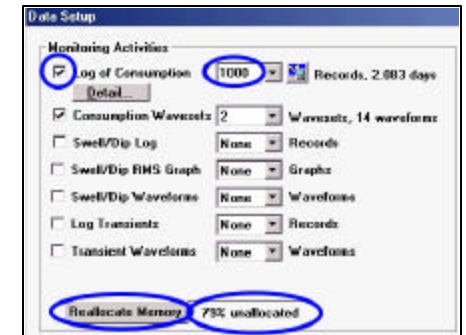 Data Setup
Monitoring Activities
Log of Consumption 1000 Records, 2.083 days
Detail...
Consumption Wavesets 2 Wavesets, 14 waveforms
Swell/Dip Log None Records
Swell/Dip RMS Graph None Graphs
Swell/Dip Waveforms None Waveforms
Log Transients None Records
Transient Waveforms None Waveforms
Reallocate Memory 79% unallocated